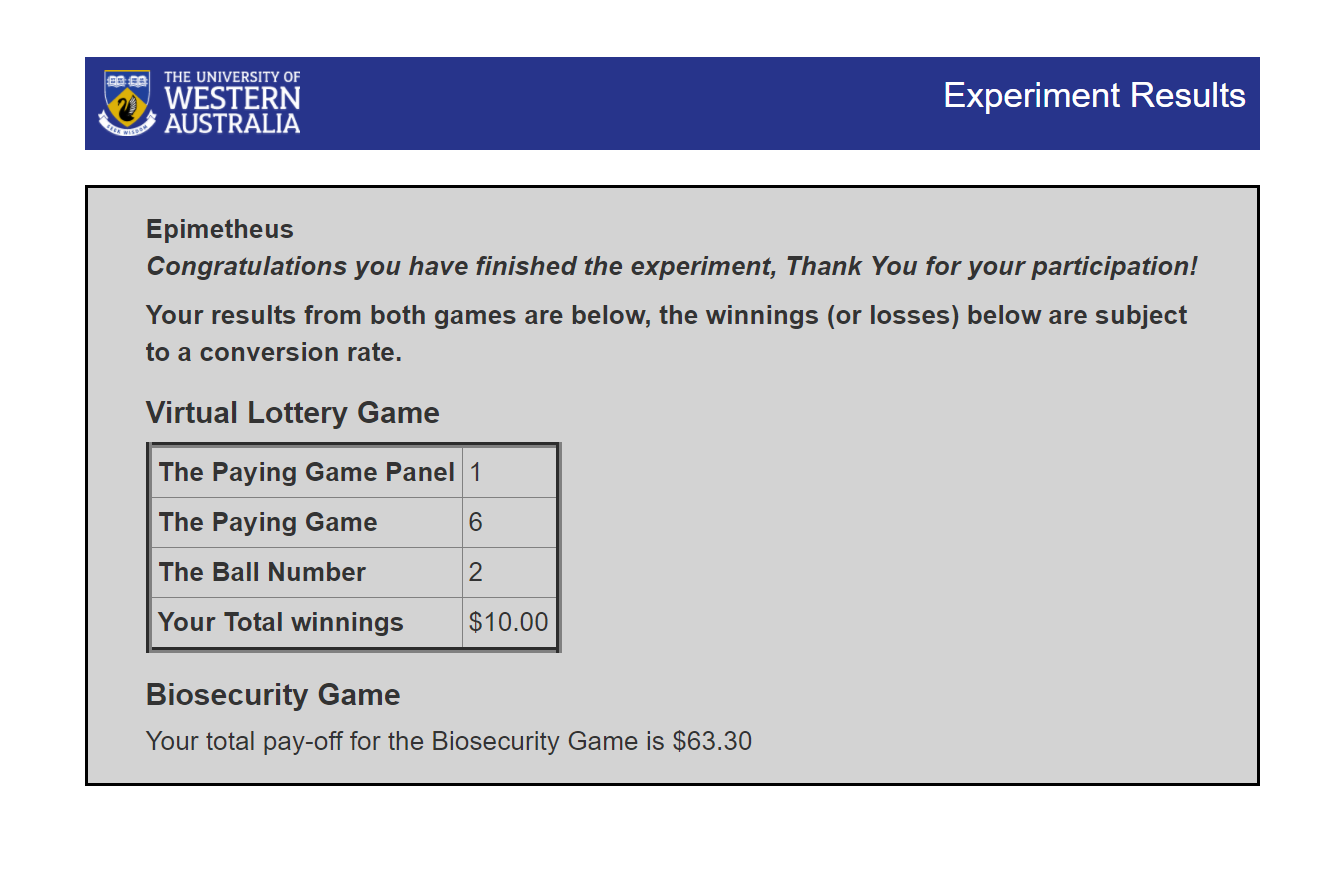 THE UNIVERSITY OF
WESTERN
AUSTRALIA
SEEK WISDOM
Experiment Results
Epimetheus
Congratulations you have finished the experiment, Thank You for your participation!
Your results from both games are below, the winnings (or losses) below are subject
to a conversion rate.
Virtual Lottery Game
The Paying Game Panel 1
The Paying Game 6
The Ball Number 2
Your Total winnings $10.00
Biosecurity Game
Your total pay-off for the Biosecurity Game is $63.30